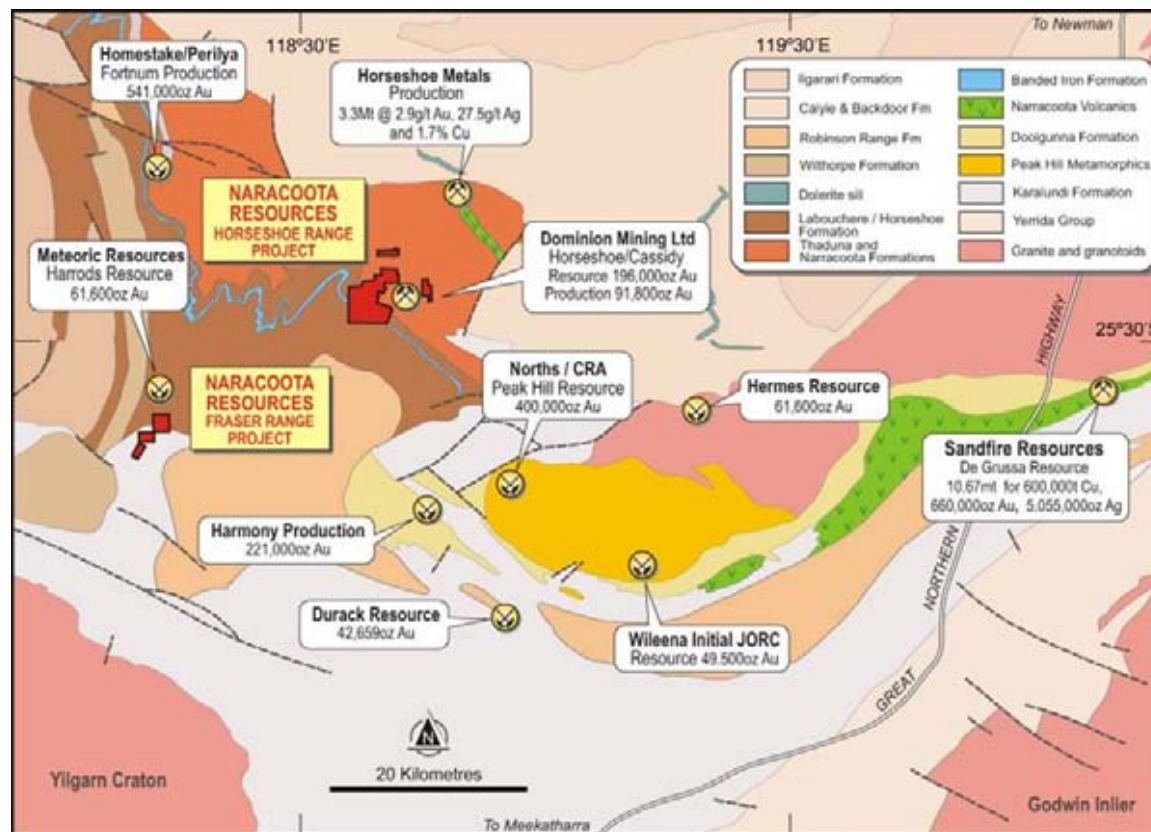 118°30'E
119°30'E
To Newman
Homestake/Perilya
Fortnum Production
541,000oz Au
Horseshoe Metals
Production
3.3Mt @ 2.9g/t Au, 27.5g/t Ag
and 1.7% Cu
Ilgarari Formation
Calyie & Backdoor Fm
Robinson Range Fm
Wilthorpe Formation
Dolerite sill
Labouchere / Horseshoe
Formation
Thaduna and
Narracoota Formations
Banded Iron Formation
Narracoota Volcanics
Doolgunna Formation
Peak Hill Metamorphics
Karalundi Formation
Yerrida Group
Granite and granotoids
NARACOOTA
RESOURCES
HORSESHOE RANGE
PROJECT
Meteoric Resources
Harrods Resource
61,600oz Au
Dominion Mining Ltd
Horseshoe/Cassidy
Resource 196,000oz Au
Production 91,800oz Au
25°30'S
NARACOOTA
RESOURCES
FRASER RANGE
PROJECT
Norths / CRA
Peak Hill Resource
400,000oz Au
Hermes Resource
61,600oz Au
Sandfire Resources
De Grussa Resource
10.67mt for 600,000t Cu,
660,000oz Au, 5.055,000oz Ag
Harmony Production
221,000oz Au
Durack Resource
42,659oz Au
Wileena Initial JORC
Resource 49.500oz Au
GREAT
NORTHERN
HIGHWAY
N
20 Kilometres
Yilgarn Craton
Godwin Inlier
To Meekatharra